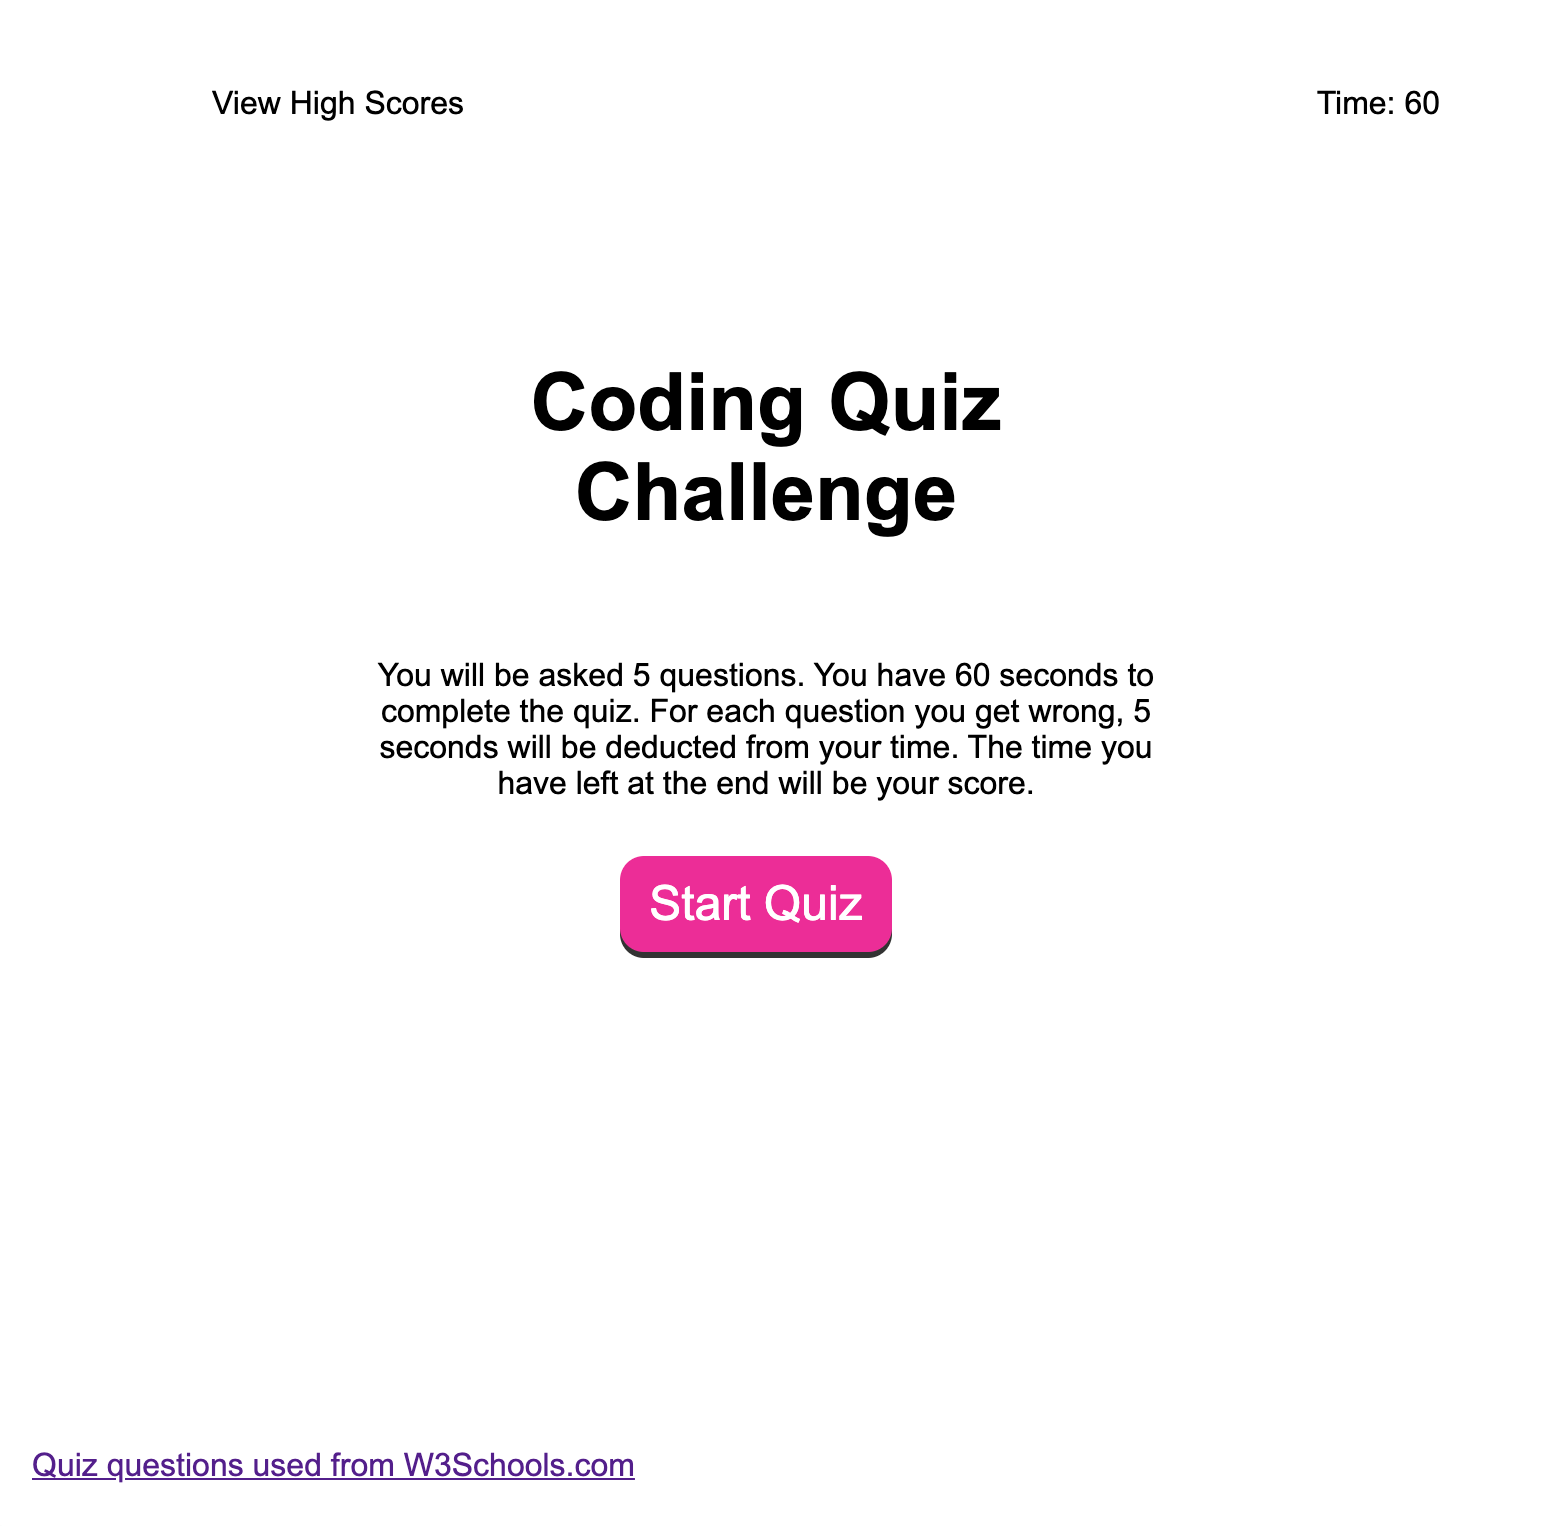 View High Scores
Time: 60
Coding Quiz
Challenge
You will be asked 5 questions. You have 60 seconds to
complete the quiz. For each question you get wrong, 5
seconds will be deducted from your time. The time you
have left at the end will be your score.
Start Quiz
Quiz questions used from W3Schools.com